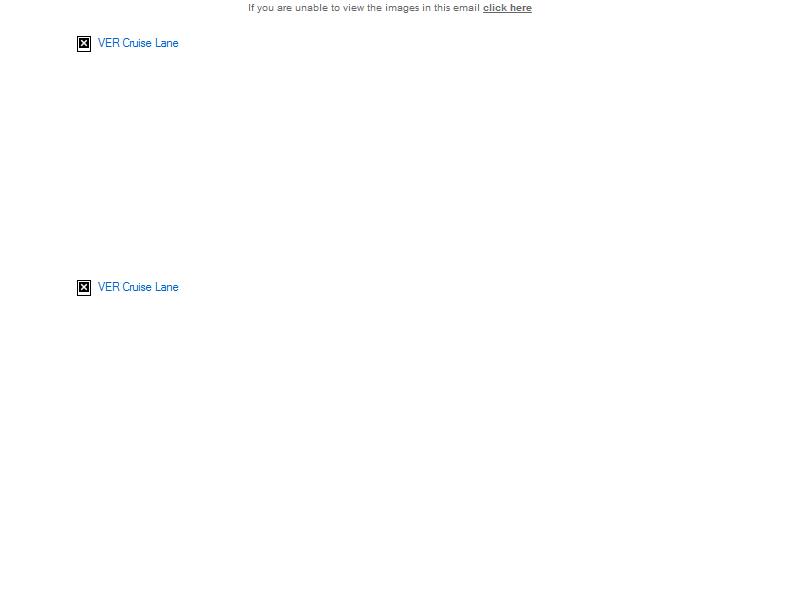 If you are unable to view the images in this email click here
VER Cruise Lane
VER Cruise Lane